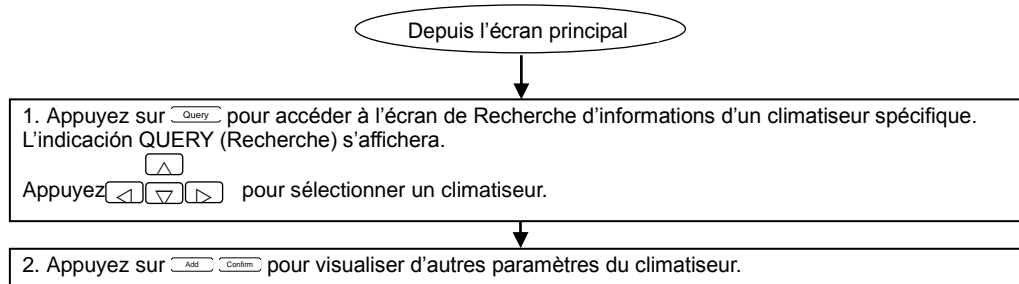 Depuis l'écran principal
1. Appuyez sur Query pour accéder à l'écran de Recherche d'informations d'un climatiseur spécifique.
L'indicación QUERY (Recherche) s'affichera.
Appuyez pour sélectionner un climatiseur.
2. Appuyez sur Add Confirm pour visualiser d'autres paramètres du climatiseur.